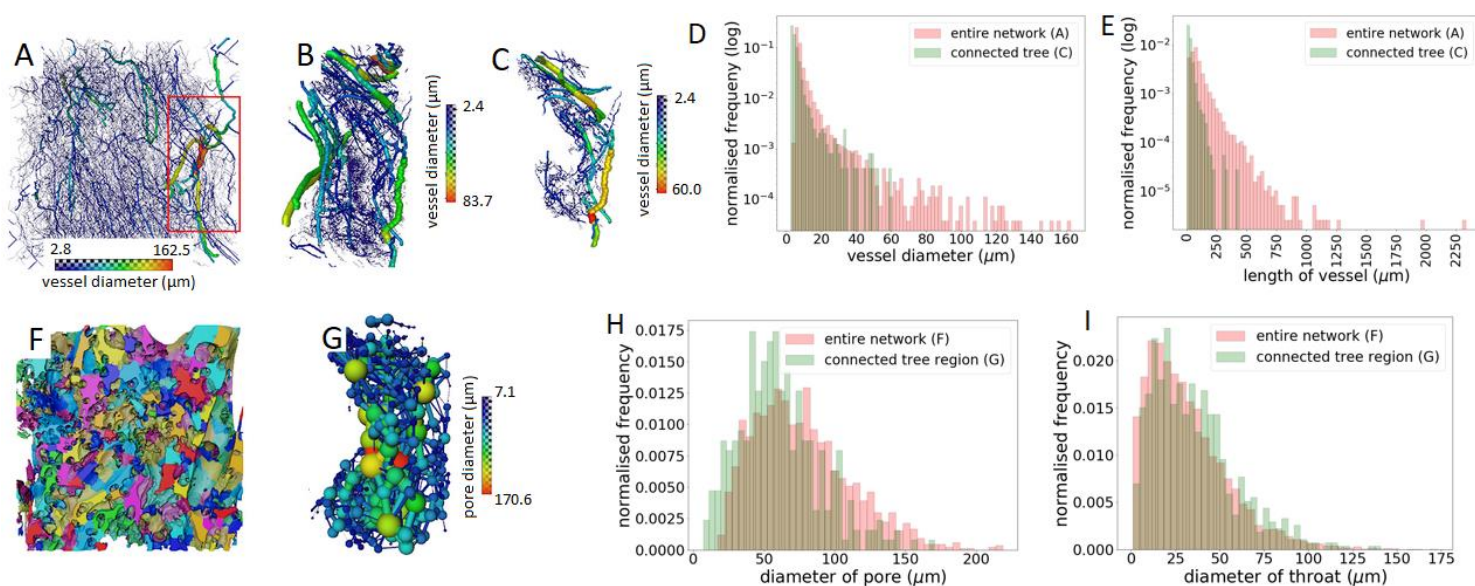 A
2.8
162.5
vessel diameter (μm)
B
2.4
vessel diameter (μm)
83.7
C
2.4
vessel diameter (μm)
60.0
D
entire network (A)
connected tree (C)
normalised frequency (log)
10⁻¹
10⁻²
10⁻³
10⁻⁴
0 20 40 60 80 100 120 140 160
vessel diameter (μm)
E
entire network (A)
connected tree (C)
normalised frequency (log)
10⁻²
10⁻³
10⁻⁴
10⁻⁵
0 250 500 750 1000 1250 1500 1750 2000 2250
length of vessel (μm)
F
G
7.1
pore diameter (μm)
170.6
H
entire network (F)
connected tree region (G)
normalised frequency
0.0175
0.0150
0.0125
0.0100
0.0075
0.0050
0.0025
0.0000
50 100 150 200
diameter of pore (μm)
I
entire network (F)
connected tree region (G)
normalised frequency
0.020
0.015
0.010
0.005
0.000
0 25 50 75 100 125 150 175
diameter of throat (μm)